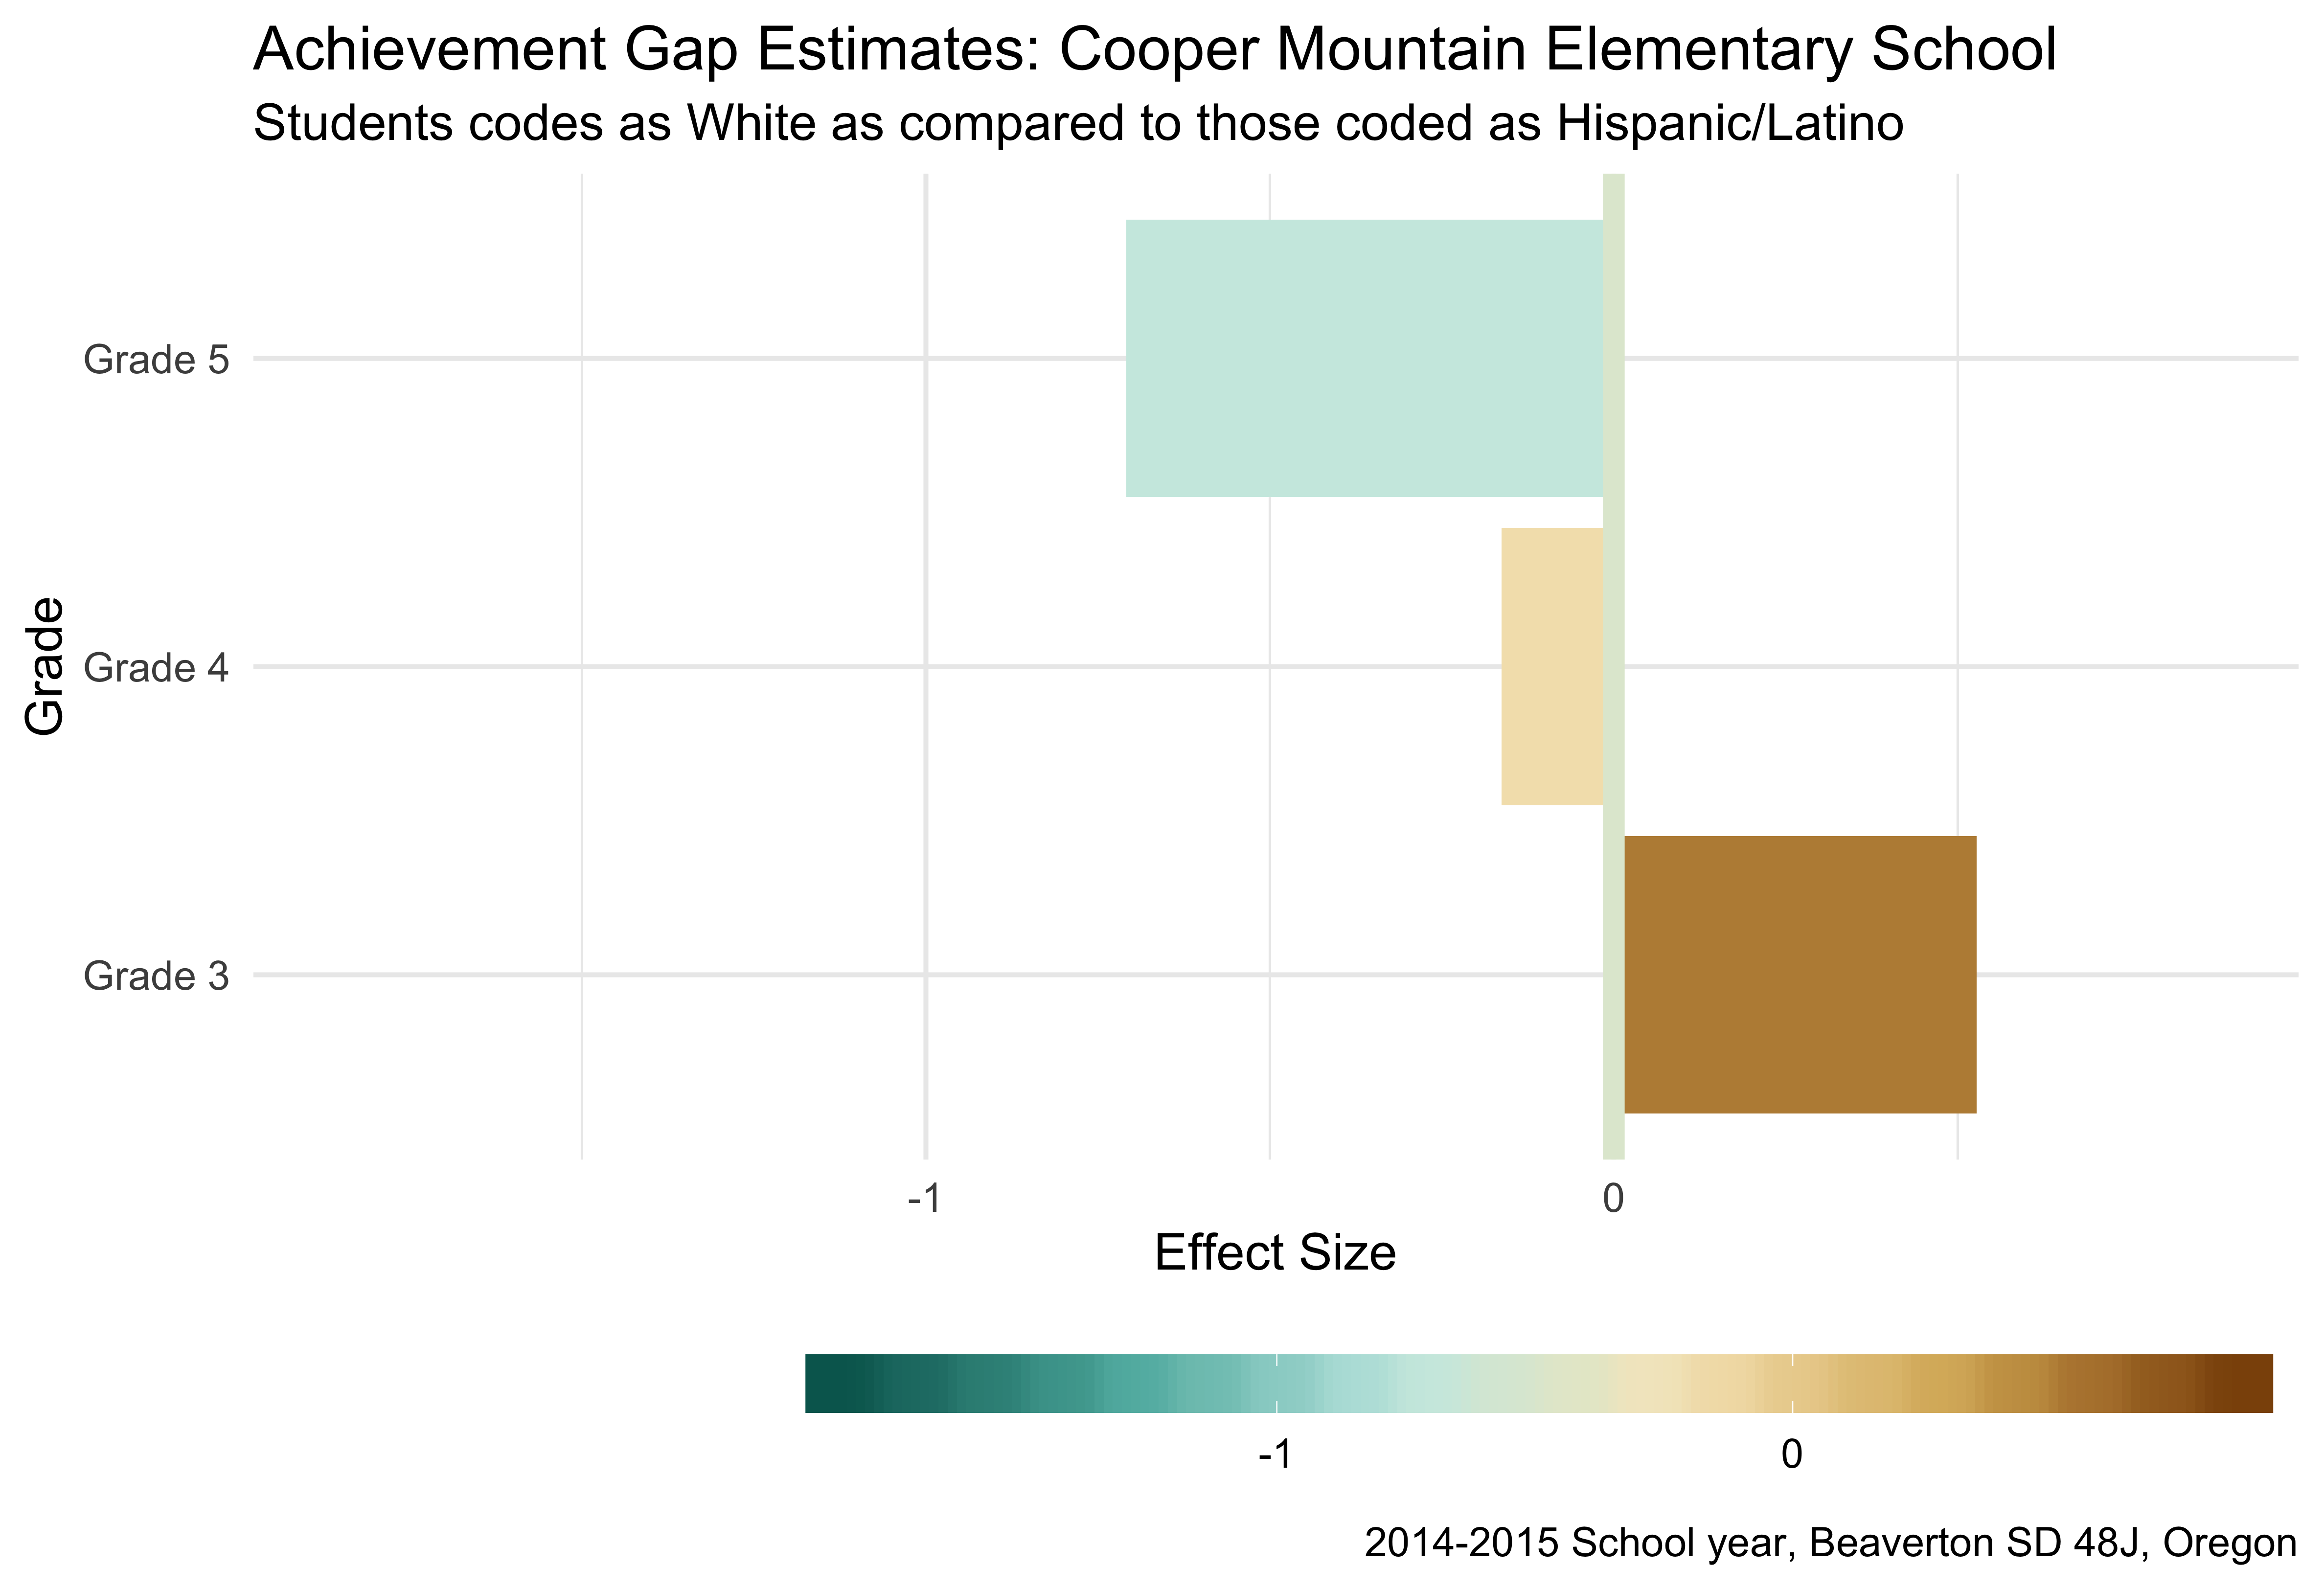 Achievement Gap Estimates: Cooper Mountain Elementary School
Students codes as White as compared to those coded as Hispanic/Latino
Grade
Grade 5
Grade 4
Grade 3
-1 0
Effect Size
-1 0
2014-2015 School year, Beaverton SD 48J, Oregon